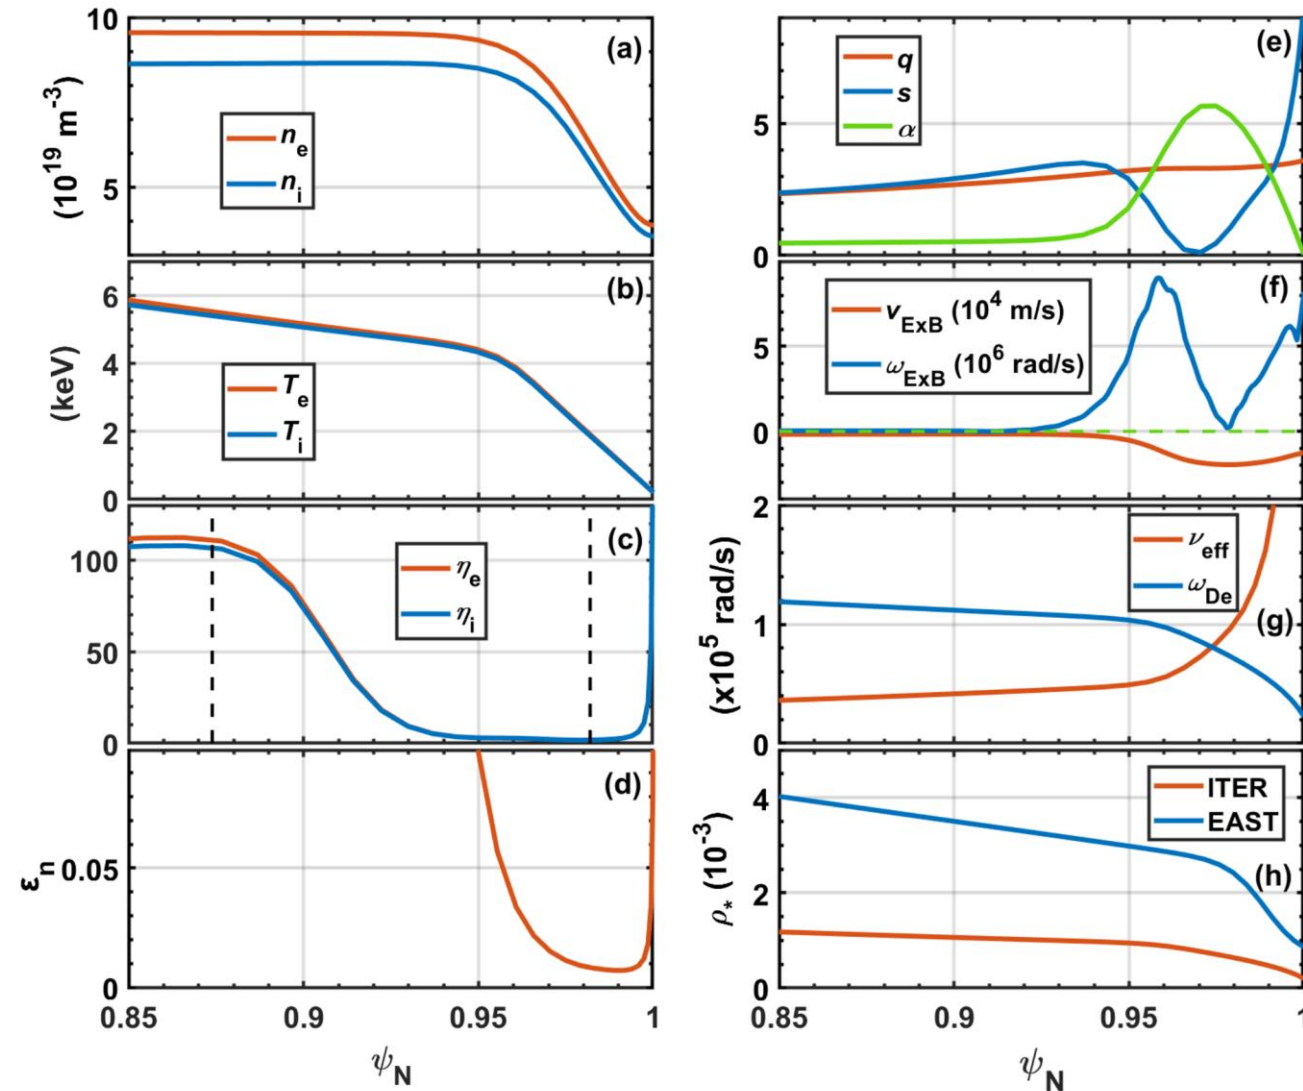 10
5
(10^19 m^-3)
(a)
n_e
n_i
6
4
2
0
(keV)
(b)
T_e
T_i
100
50
0
(c)
η_e
η_i
0.05
0
ε_n
(d)
0.85
0.9
0.95
1
ψ_N
5
0
(e)
q
s
α
5
0
(f)
v_ExB (10^4 m/s)
ω_ExB (10^6 rad/s)
2
1
0
(x10^5 rad/s)
ν_eff
ω_De
(g)
4
2
0
ρ_* (10^-3)
ITER
EAST
(h)
0.85
0.9
0.95
1
ψ_N